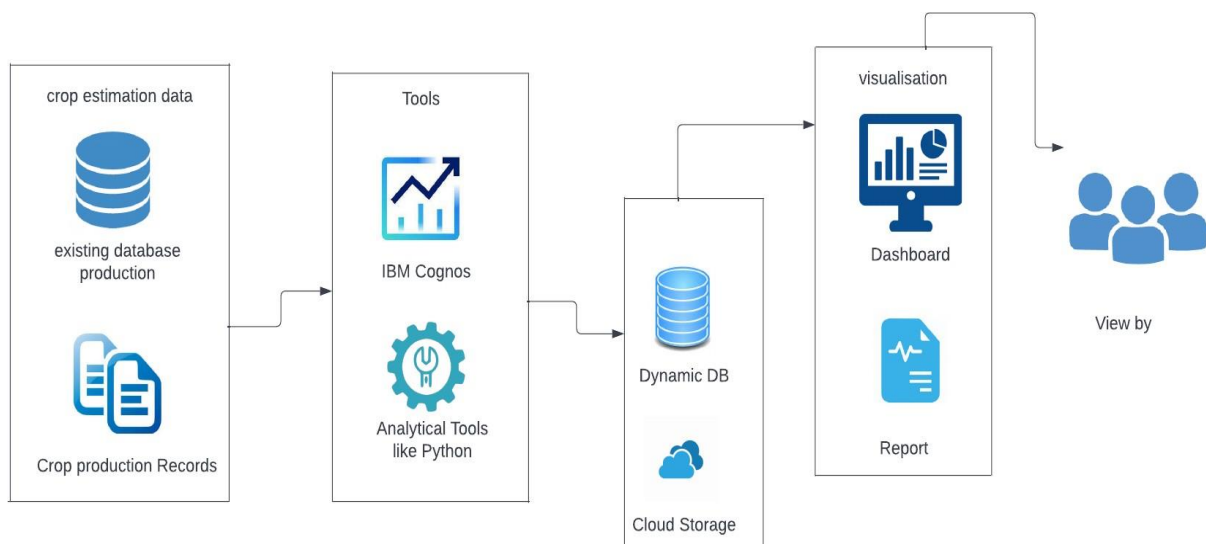 crop estimation data
existing database
production
Crop production Records
Tools
IBM Cognos
Analytical Tools
like Python
Dynamic DB
Cloud Storage
visualisation
Dashboard
Report
View by